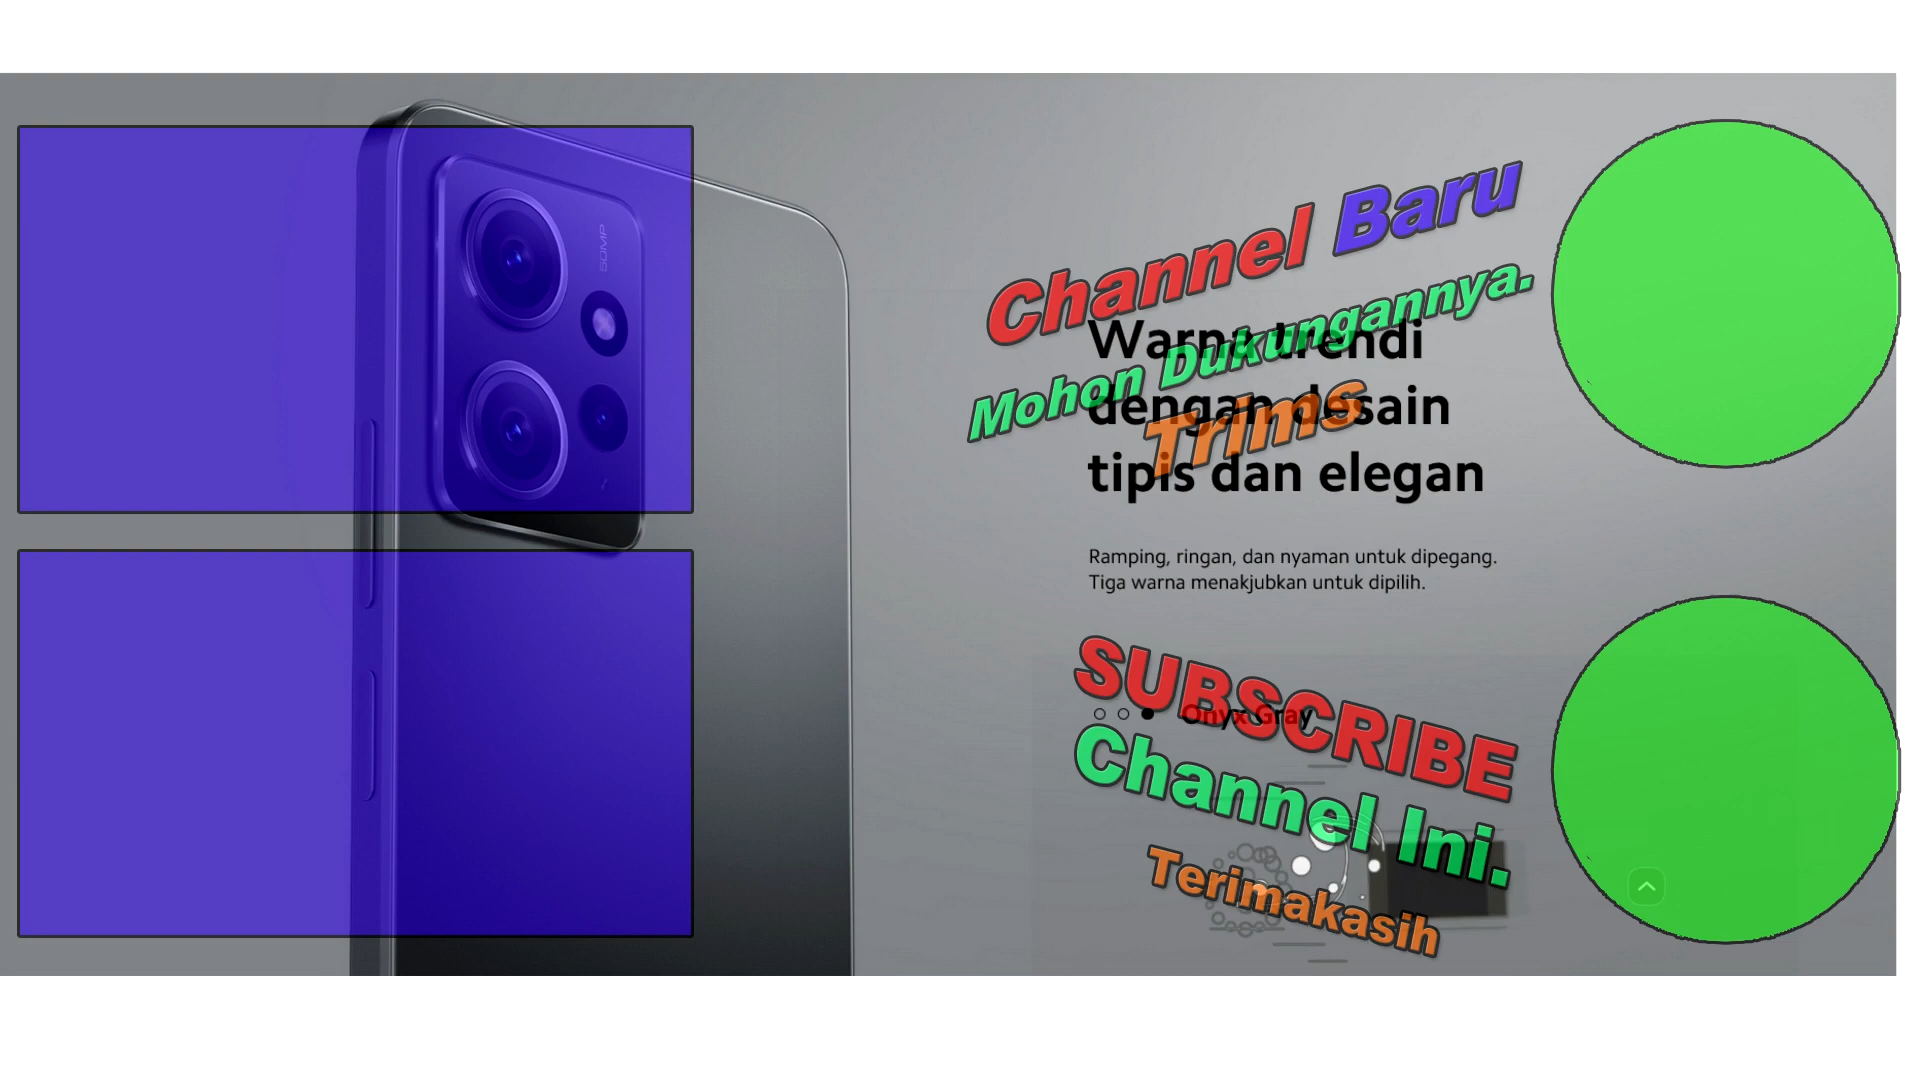 50MP
Channel Baru
Mohon Dukungannya.
Trims
Warna trendi
dengan desain
tipis dan elegan
Ramping, ringan, dan nyaman untuk dipegang.
Tiga warna menakjubkan untuk dipilih.
SUBSCRIBE
Onyx Gray
Channel Ini.
Terimakasih